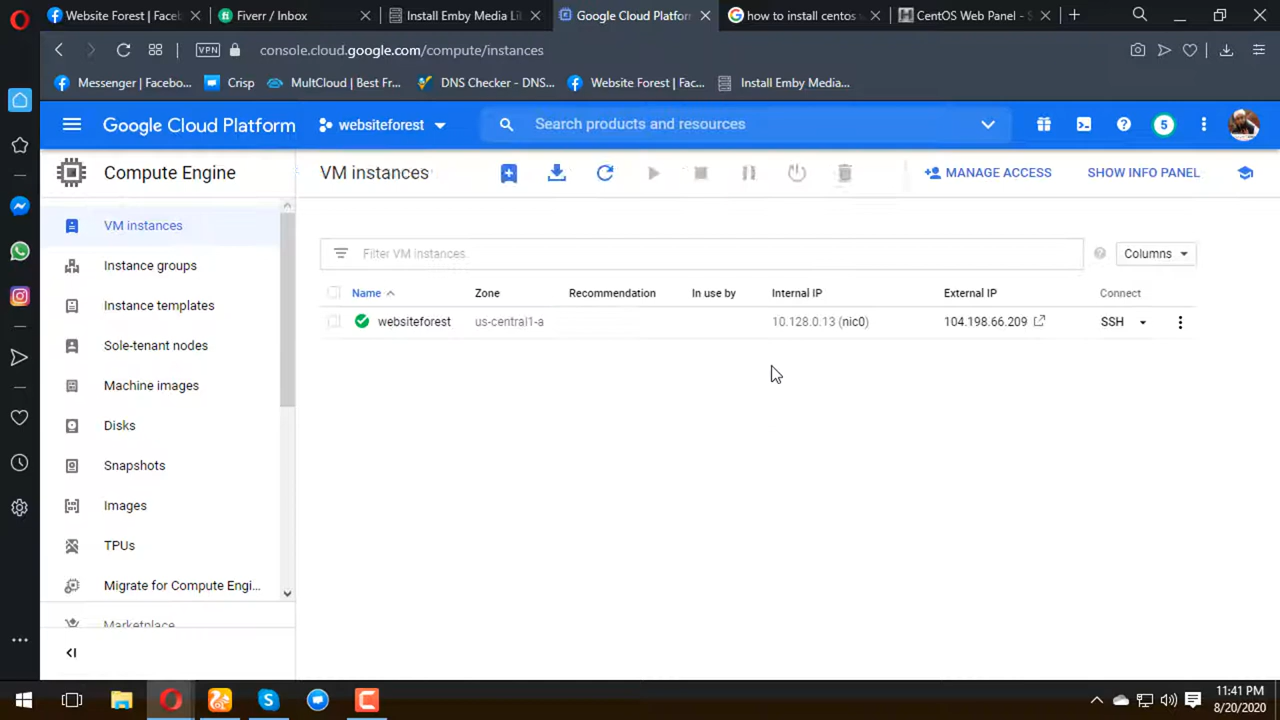 Website Forest | Faceb
Fiverr / Inbox
Install Emby Media Li
Google Cloud Platfor
how to install centos w
CentOS Web Panel - S
VPN
console.cloud.google.com/compute/instances
Messenger | Facebo...
Crisp
MultCloud | Best Fr...
DNS Checker - DNS...
Website Forest | Fac...
Install Emby Media...
Google Cloud Platform
websiteforest
Search products and resources
5
Compute Engine
VM instances
MANAGE ACCESS
SHOW INFO PANEL
VM instances
Instance groups
Instance templates
Sole-tenant nodes
Machine images
Disks
Snapshots
Images
TPUs
Migrate for Compute Engi...
Marketplace
Filter VM instances
Columns
Name
Zone
Recommendation
In use by
Internal IP
External IP
Connect
websiteforest
us-central1-a
10.128.0.13 (nic0)
104.198.66.209
SSH
11:41 PM
8/20/2020